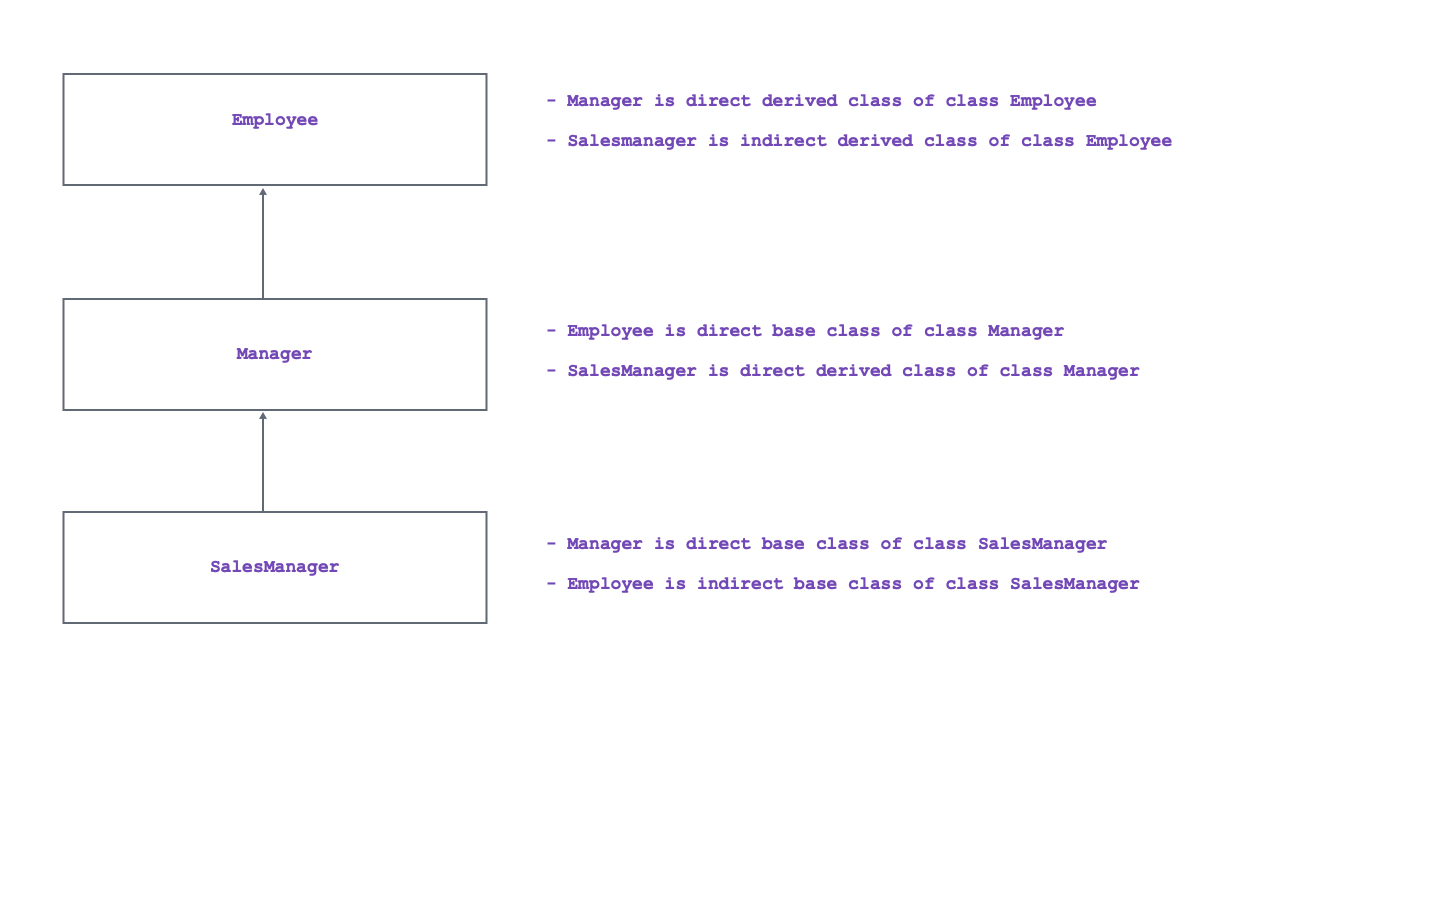 Employee
- Manager is direct derived class of class Employee
- Salesmanager is indirect derived class of class Employee
Manager
- Employee is direct base class of class Manager
- SalesManager is direct derived class of class Manager
SalesManager
- Manager is direct base class of class SalesManager
- Employee is indirect base class of class SalesManager